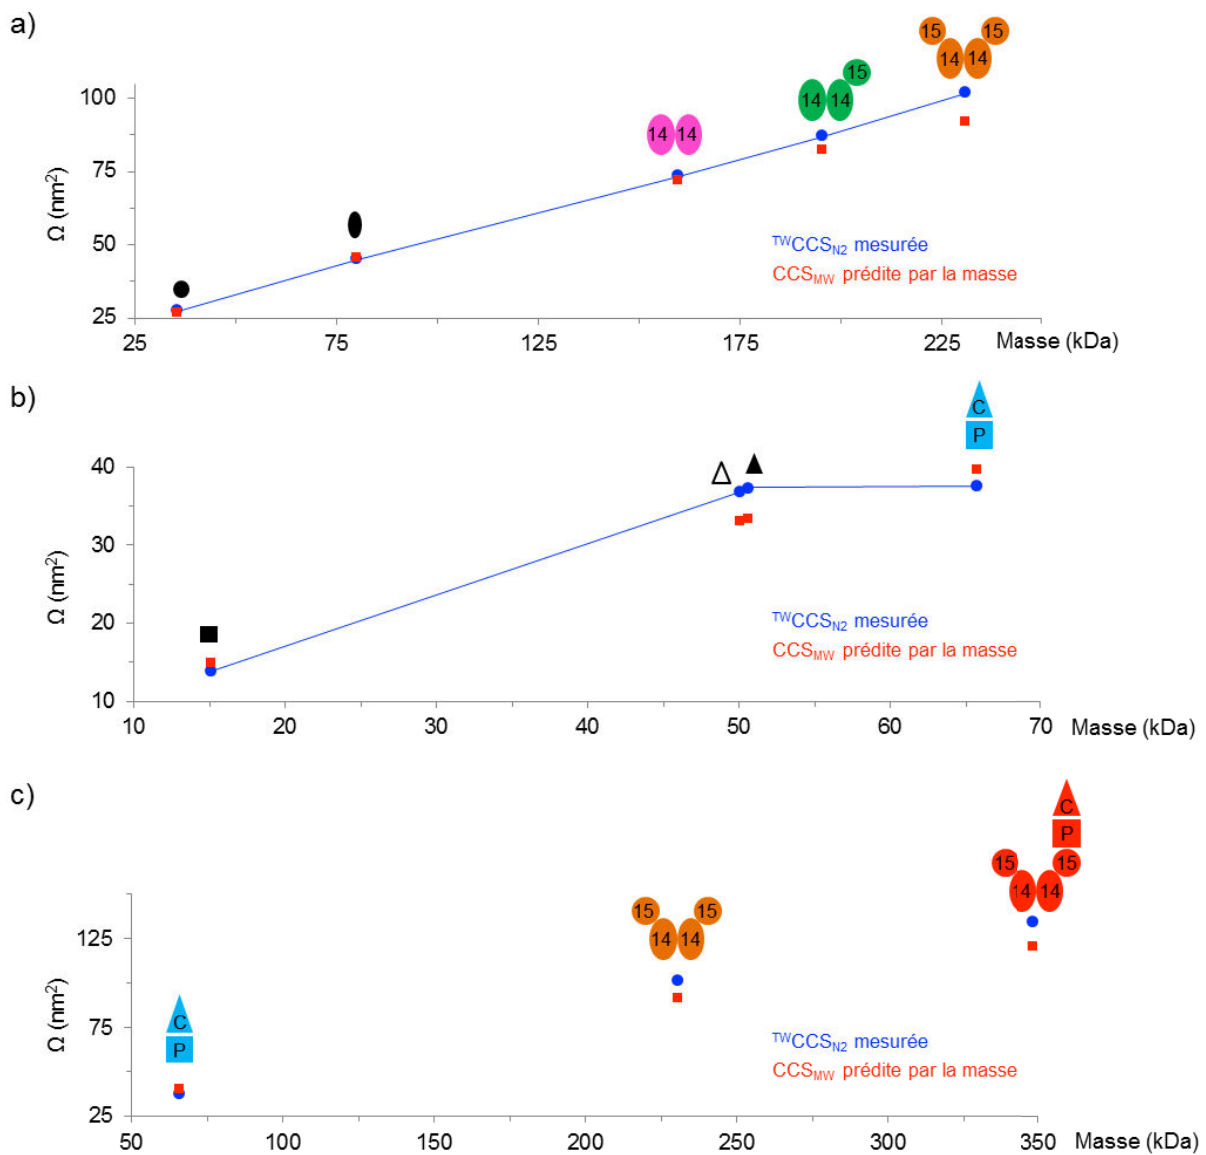 a)
15 15
14 14
15
14 14
14 14
100
75
50
25
Ω (nm²)
TWCCSN2 mesurée
CCSMW prédite par la masse
25 75 125 175 225 Masse (kDa)
b)
C
P
40
30
20
10
Ω (nm²)
TWCCSN2 mesurée
CCSMW prédite par la masse
10 20 30 40 50 60 70 Masse (kDa)
c)
C
P
15 15
14 14
15 15
14 14
C
P
125
75
25
Ω (nm²)
TWCCSN2 mesurée
CCSMW prédite par la masse
50 100 150 200 250 300 350 Masse (kDa)